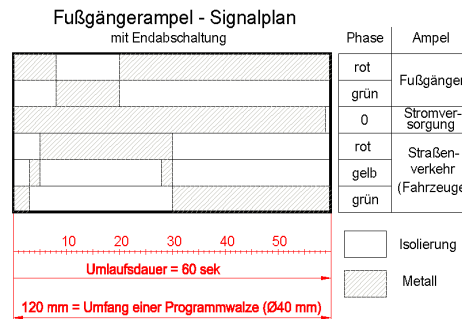 Fußgängerampel - Signalplan
mit Endabschaltung
Phase
Ampel
rot
grün
Fußgänger
0
Stromver-
sorgung
rot
gelb
grün
Straßen-
verkehr
(Fahrzeuge
10 20 30 40 50
Umlaufsdauer = 60 sek
120 mm = Umfang einer Programmwalze (Ø40 mm)
Isolierung
Metall